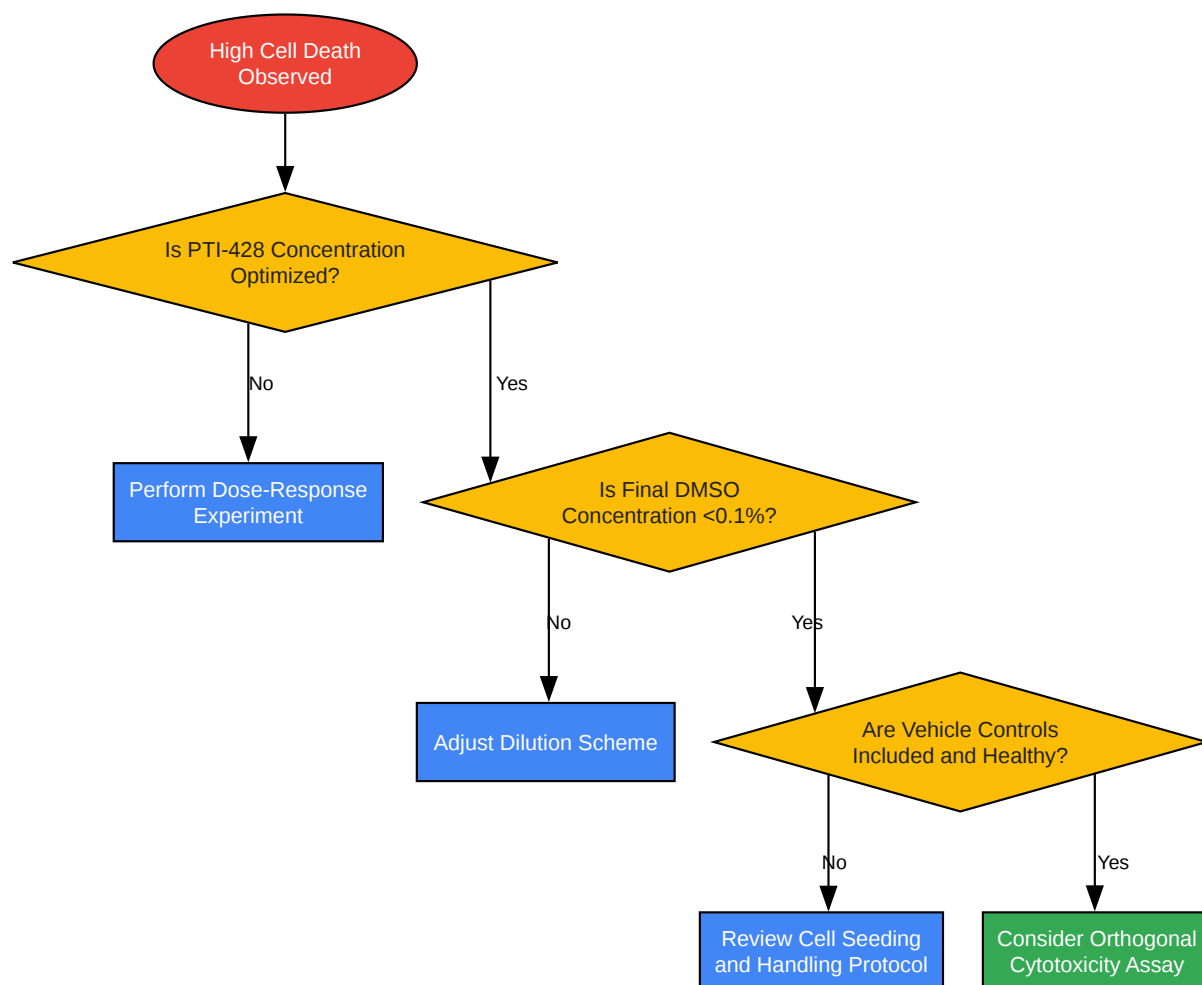 High Cell Death
Observed
Is PTI-428 Concentration
Optimized?
No
Yes
Perform Dose-Response
Experiment
Is Final DMSO
Concentration <0.1%?
No
Yes
Adjust Dilution Scheme
Are Vehicle Controls
Included and Healthy?
No
Yes
Review Cell Seeding
and Handling Protocol
Consider Orthogonal
Cytotoxicity Assay